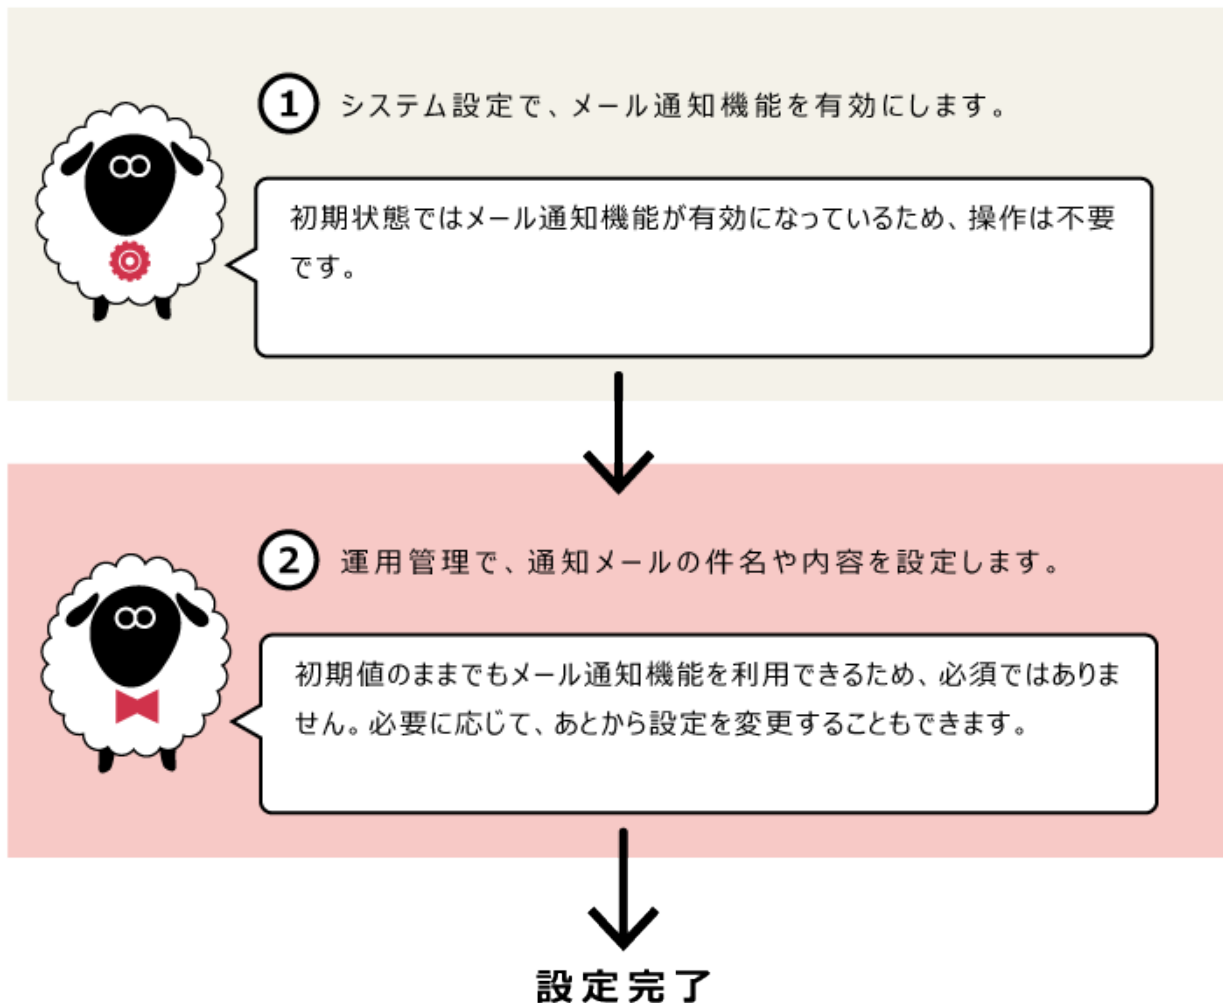 ① システム設定で、メール通知機能を有効にします。
初期状態ではメール通知機能が有効になっているため、操作は不要
です。
② 運用管理で、通知メールの件名や内容を設定します。
初期値のままでもメール通知機能を利用できるため、必須ではありま
せん。必要に応じて、あとから設定を変更することもできます。
設定完了